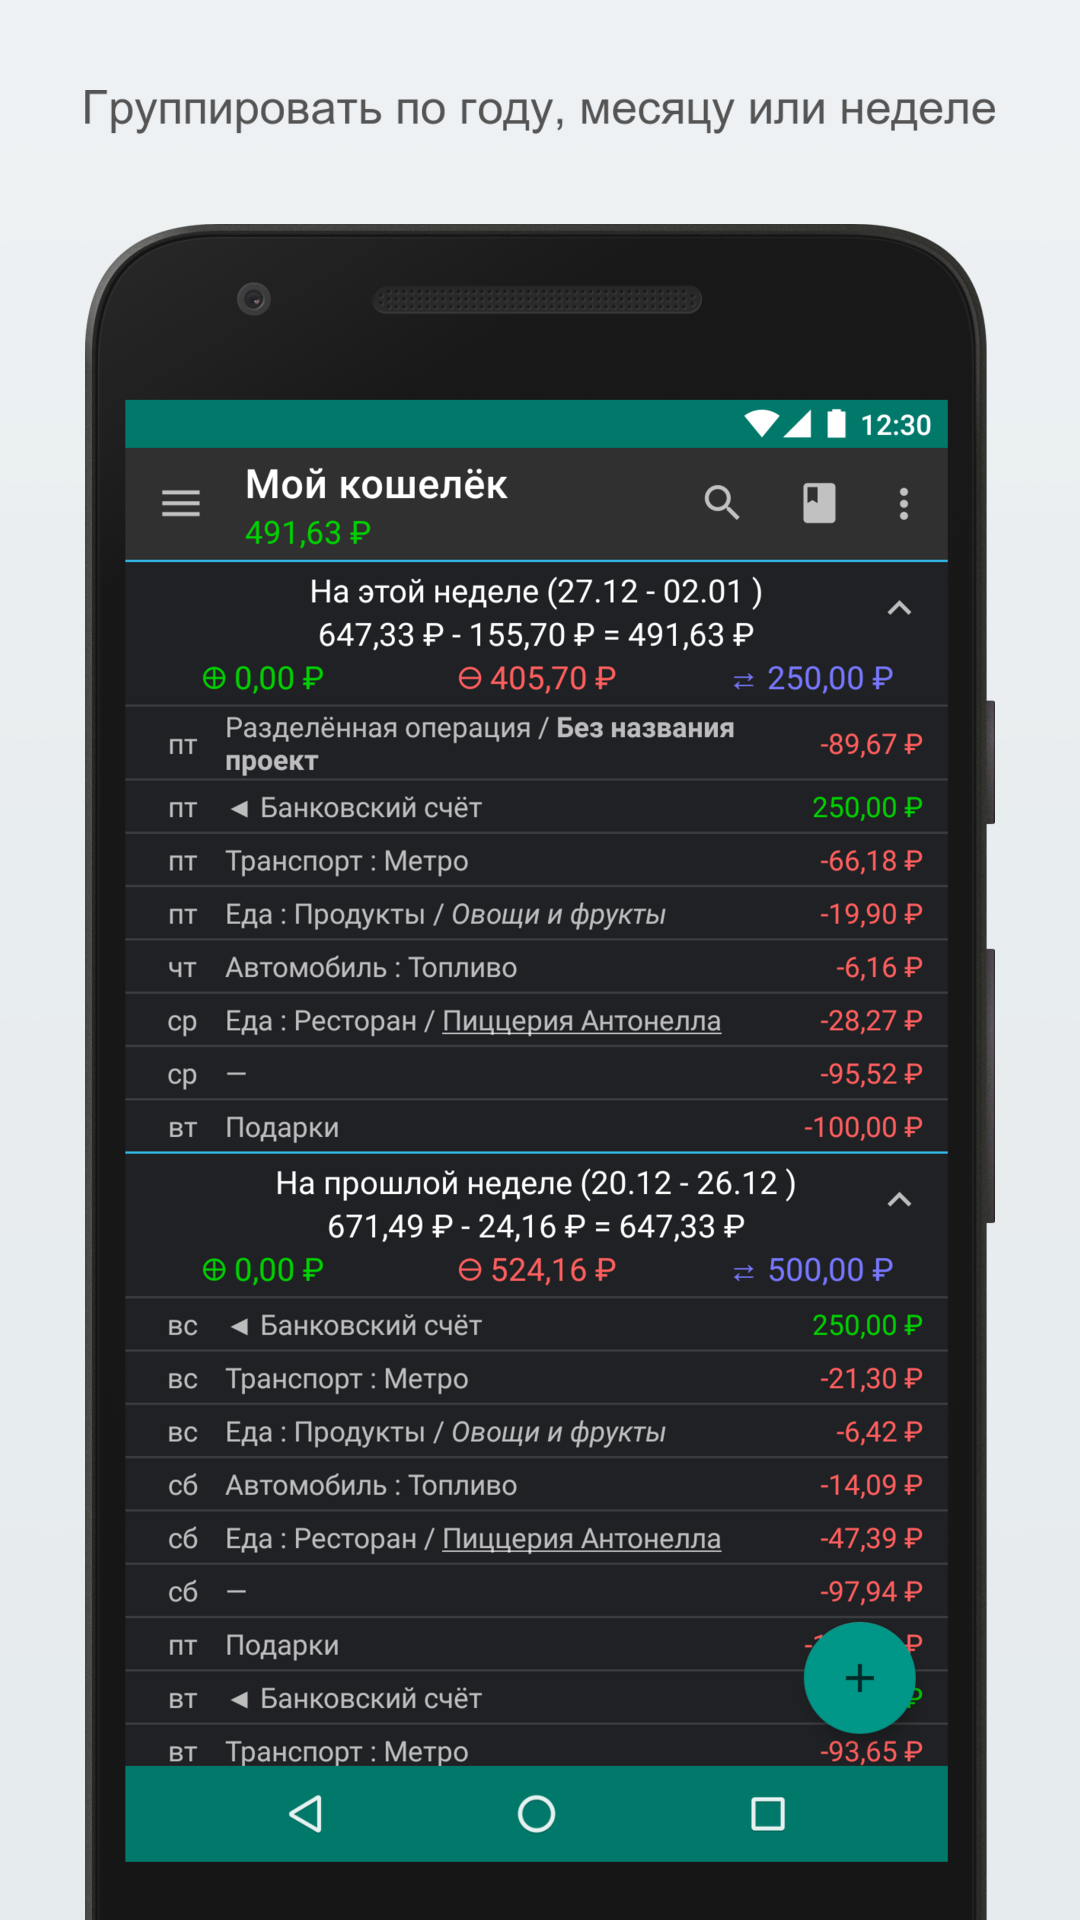 Группировать по году, месяцу или неделе
12:30
Мой кошелёк
491,63 ₽
На этой неделе (27.12 - 02.01 )
647,33 ₽ - 155,70 ₽ = 491,63 ₽
⊕ 0,00 ₽ ⊖ 405,70 ₽ ⇄ 250,00 ₽
пт Разделённая операция / Без названия
проект -89,67 ₽
пт ◄ Банковский счёт 250,00 ₽
пт Транспорт : Метро -66,18 ₽
пт Еда : Продукты / Овощи и фрукты -19,90 ₽
чт Автомобиль : Топливо -6,16 ₽
ср Еда : Ресторан / Пиццерия Антонелла -28,27 ₽
ср — -95,52 ₽
вт Подарки -100,00 ₽
На прошлой неделе (20.12 - 26.12 )
671,49 ₽ - 24,16 ₽ = 647,33 ₽
⊕ 0,00 ₽ ⊖ 524,16 ₽ ⇄ 500,00 ₽
вс ◄ Банковский счёт 250,00 ₽
вс Транспорт : Метро -21,30 ₽
вс Еда : Продукты / Овощи и фрукты -6,42 ₽
сб Автомобиль : Топливо -14,09 ₽
сб Еда : Ресторан / Пиццерия Антонелла -47,39 ₽
сб — -97,94 ₽
пт Подарки ₽
вт ◄ Банковский счёт ₽
вт Транспорт : Метро -93,65 ₽